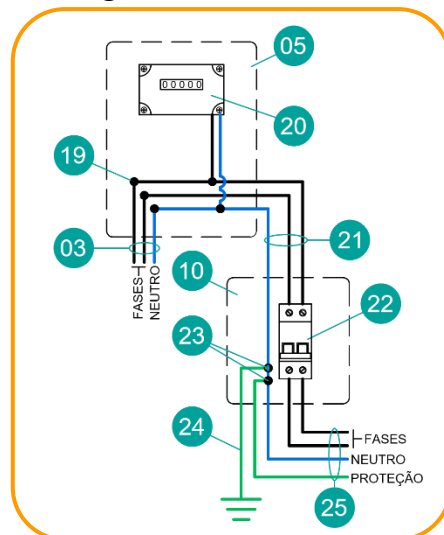 05
00000
20
19
03
FASES
NEUTRO
21
10
22
23
24
FASES
NEUTRO
PROTEÇÃO
25